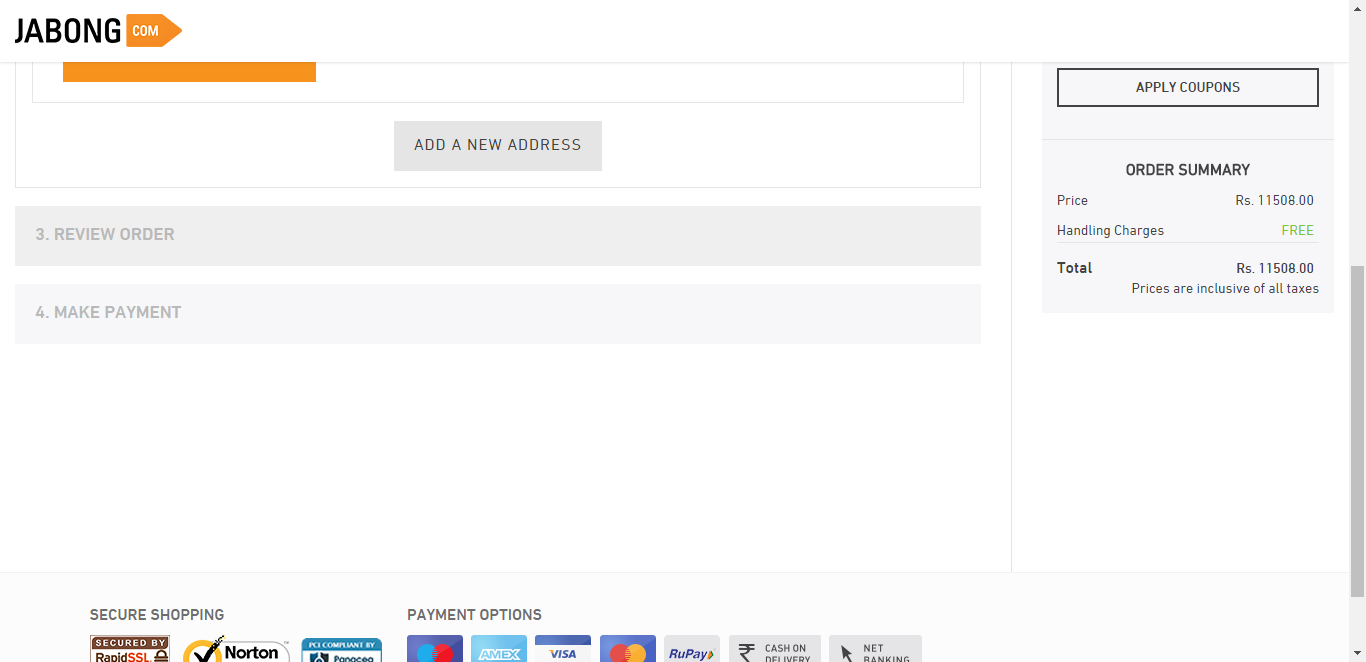 JABONG COM
APPLY COUPONS
ADD A NEW ADDRESS
ORDER SUMMARY
Price Rs. 11508.00
Handling Charges FREE
Total Rs. 11508.00
Prices are inclusive of all taxes
3. REVIEW ORDER
4. MAKE PAYMENT
SECURE SHOPPING
SECURED BY
RapidSSL
Norton
PCI COMPLIANT BY
Panacea
PAYMENT OPTIONS
AMEX
VISA
RuPay
CASH ON
DELIVERY
NET
BANKING